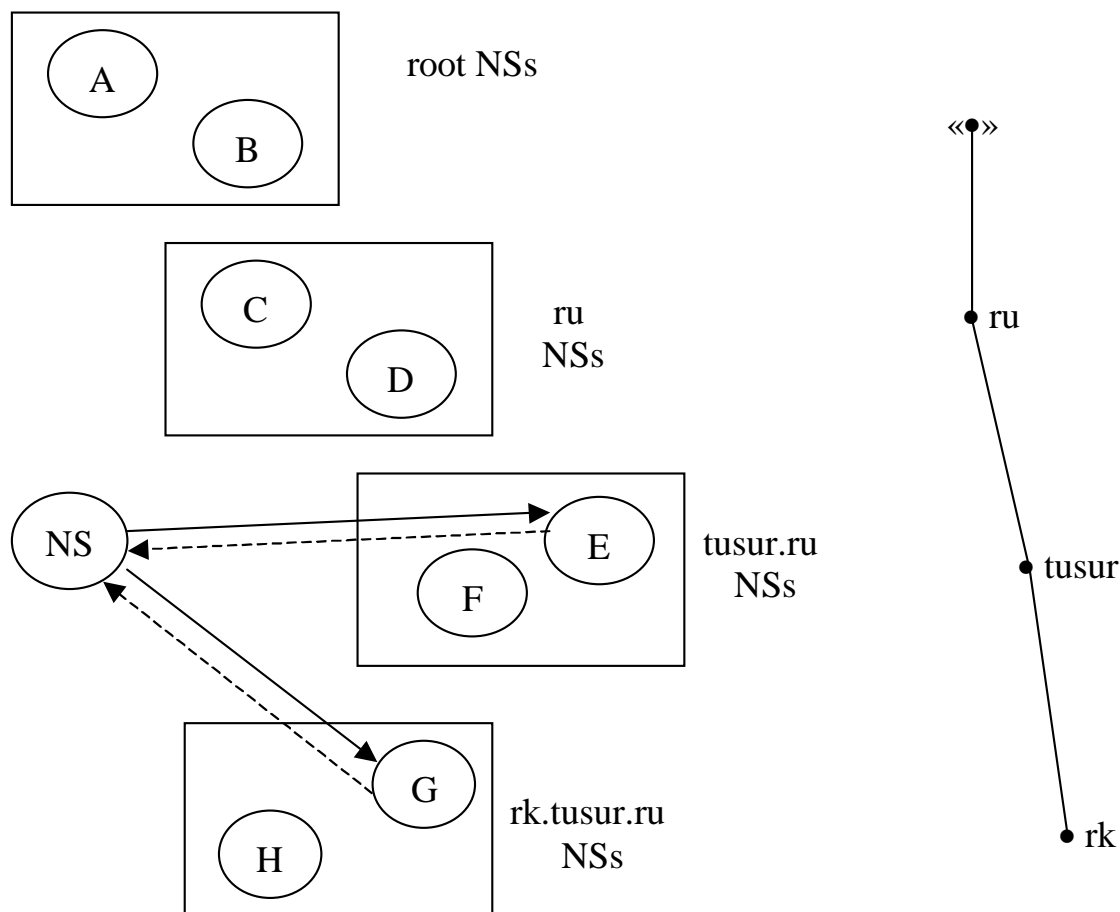 A
root NSs
B
«»
C
ru
NSs
D
ru
NS
E
F
tusur.ru
NSs
tusur
G
H
rk.tusur.ru
NSs
rk